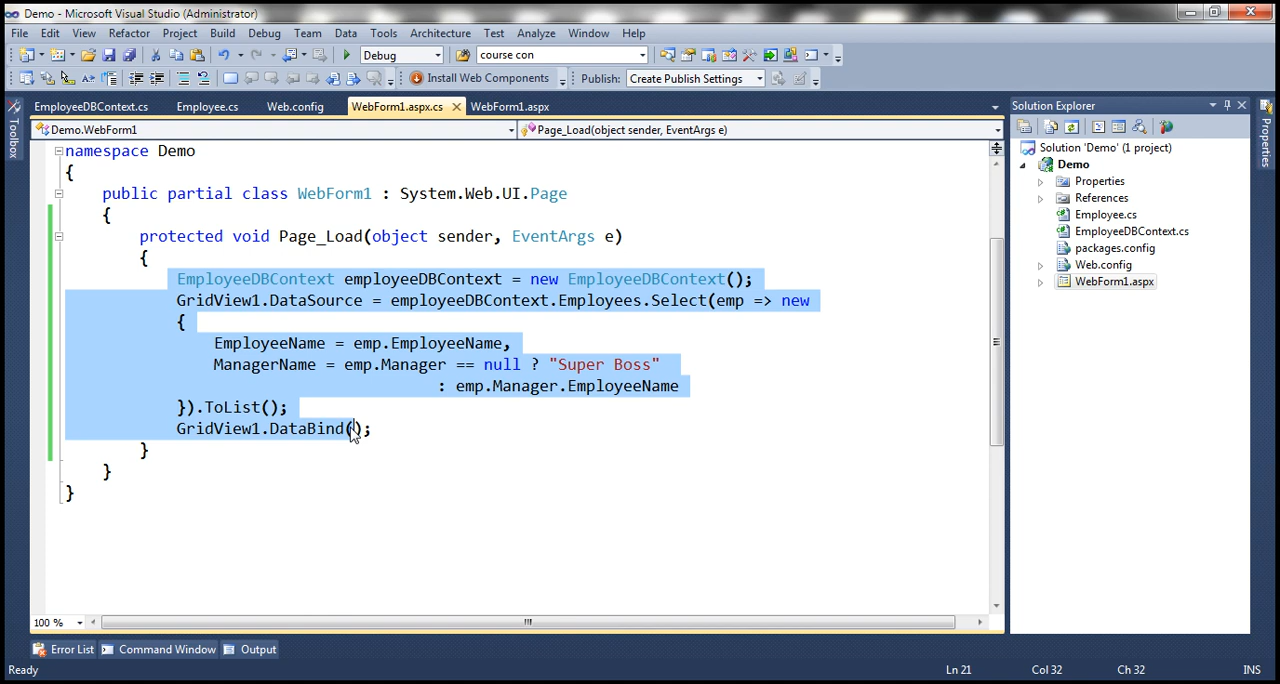 Demo - Microsoft Visual Studio (Administrator)
File Edit View Refactor Project Build Debug Team Data Tools Architecture Test Analyze Window Help
Debug course con
Install Web Components Publish: Create Publish Settings
EmployeeDBContext.cs Employee.cs Web.config WebForm1.aspx.cs WebForm1.aspx
Demo.WebForm1 Page_Load(object sender, EventArgs e)
namespace Demo
{
public partial class WebForm1 : System.Web.UI.Page
{
protected void Page_Load(object sender, EventArgs e)
{
EmployeeDBContext employeeDBContext = new EmployeeDBContext();
GridView1.DataSource = employeeDBContext.Employees.Select(emp => new
{
EmployeeName = emp.EmployeeName,
ManagerName = emp.Manager == null ? "Super Boss"
: emp.Manager.EmployeeName
}).ToList();
GridView1.DataBind();
}
}
}
100 %
Toolbox
Solution Explorer
Solution 'Demo' (1 project)
Demo
Properties
References
Employee.cs
EmployeeDBContext.cs
packages.config
Web.config
WebForm1.aspx
Properties
Error List Command Window Output
Ready Ln 21 Col 32 Ch 32 INS